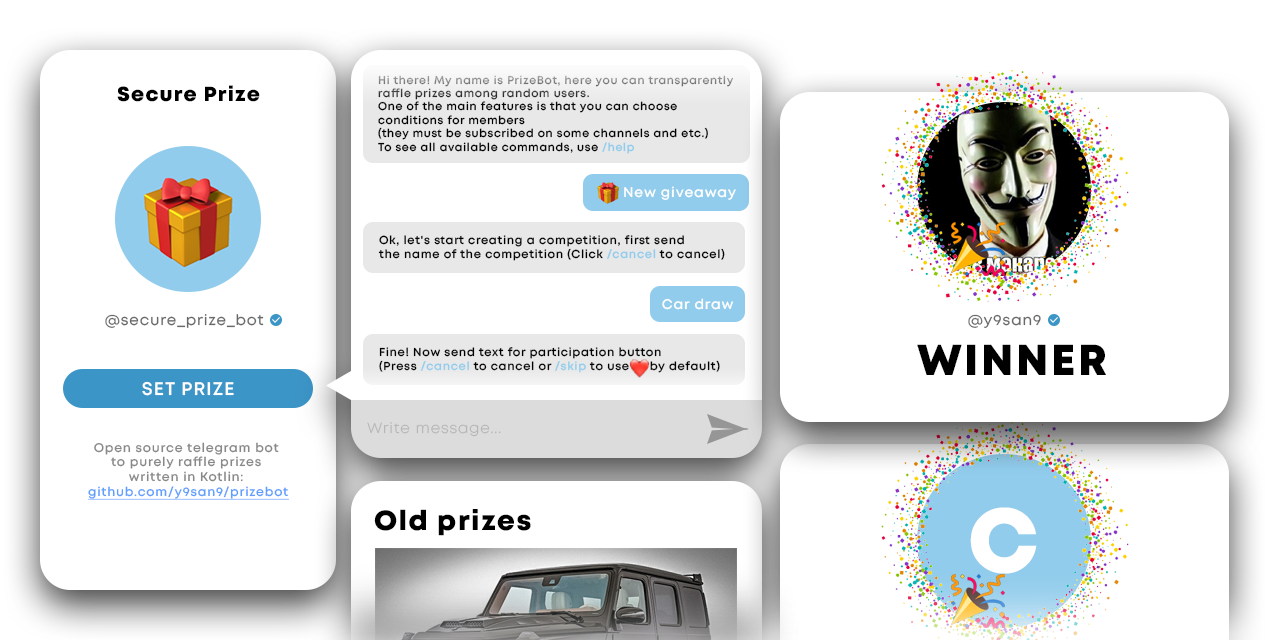 Secure Prize
@secure_prize_bot
SET PRIZE
Open source telegram bot
to purely raffle prizes
written in Kotlin:
github.com/y9san9/prizebot
Hi there! My name is PrizeBot, here you can transparently
raffle prizes among random users.
One of the main features is that you can choose
conditions for members
(they must be subscribed on some channels and etc.)
To see all available commands, use /help
New giveaway
Ok, let's start creating a competition, first send
the name of the competition (Click /cancel to cancel)
Car draw
Fine! Now send text for participation button
(Press /cancel to cancel or /skip to use ❤️ by default)
Write message...
Old prizes
@y9san9
WINNER
C